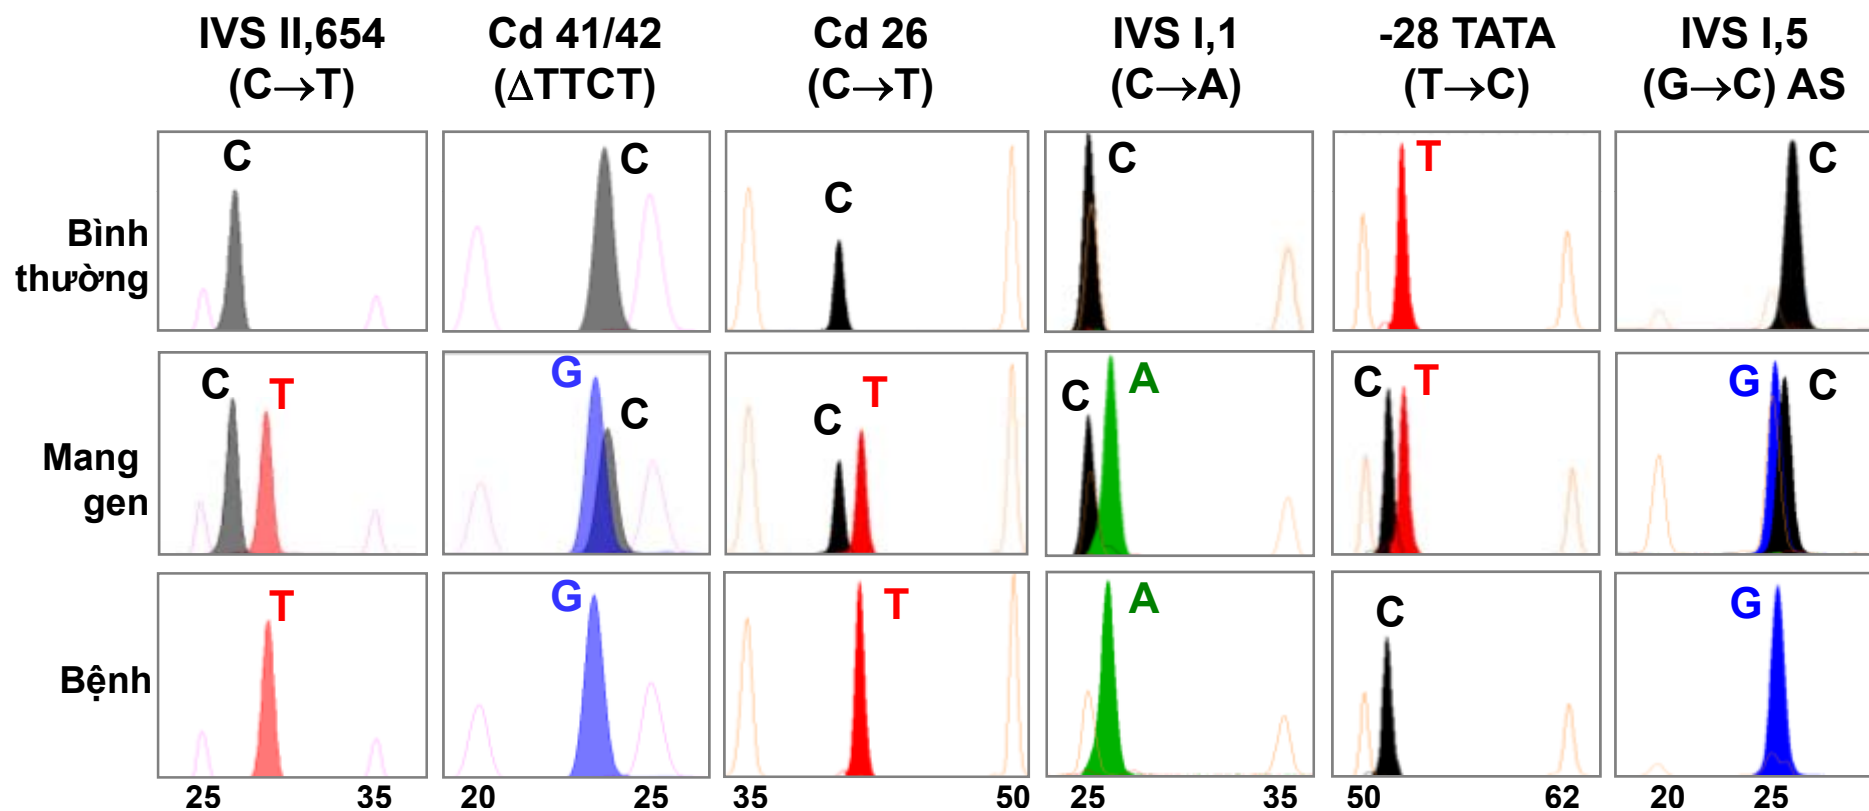 IVS II,654 Cd 41/42 Cd 26 IVS I,1 -28 TATA IVS I,5
(C→T) (ΔTTCT) (C→T) (C→A) (T→C) (G→C) AS
C C C C T C
Bình
thường
C T G C C T C A C T G C
Mang
gen
T G T A C G
Bệnh
25 35 20 25 35 50 25 35 50 62 20 25